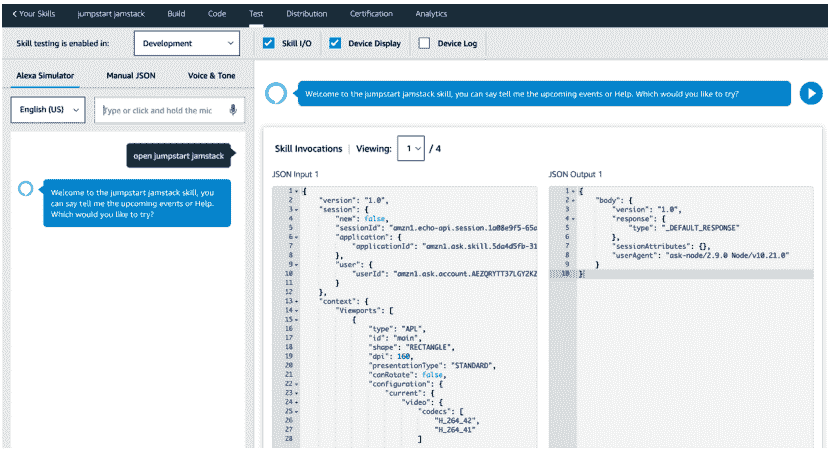 < Your Skills jumpstart jamstack Build Code Test Distribution Certification Analytics
Skill testing is enabled in: Development Skill I/O Device Display Device Log
Alexa Simulator Manual JSON Voice & Tone
English (US) Type or click and hold the mic
open jumpstart jamstack
Welcome to the jumpstart jamstack skill, you
can say tell me the upcoming events or Help.
Which would you like to try?
Welcome to the jumpstart jamstack skill, you can say tell me the upcoming events or Help. Which would you like to try?
Skill Invocations | Viewing: 1 / 4
JSON Input 1
1 {
2 "version": "1.0",
3 "session": {
4 "new": false,
5 "sessionId": "amzn1.echo-api.session.1a08e9f5-65a
6 "application": {
7 "applicationId": "amzn1.ask.skill.5da4d5fb-31
8 },
9 "user": {
10 "userId": "amzn1.ask.account.AEZQRYTT37LGY2KZ
11 }
12 },
13 "context": {
14 "Viewports": [
15 {
16 "type": "APL",
17 "id": "main",
18 "shape": "RECTANGLE",
19 "dpi": 160,
20 "presentationType": "STANDARD",
21 "canRotate": false,
22 "configuration": {
23 "current": {
24 "video": {
25 "codecs": [
26 "H_264_42",
27 "H_264_41"
28 ]
JSON Output 1
1 {
2 "body": {
3 "version": "1.0",
4 "response": {
5 "type": "_DEFAULT_RESPONSE"
6 },
7 "sessionAttributes": {},
8 "userAgent": "ask-node/2.9.0 Node/v10.21.0"
9 }
10 }